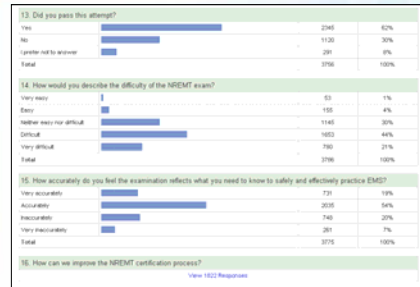 13. Did you pass this attempt?
Yes 2345 62%
No 1120 30%
I prefer not to answer 291 8%
Total 3756 100%
14. How would you describe the difficulty of the NREMT exam?
Very easy 53 1%
Easy 155 4%
Neither easy nor difficult 1145 30%
Difficult 1653 44%
Very difficult 780 21%
Total 3786 100%
15. How accurately do you feel the examination reflects what you need to know to safely and effectively practice EMS?
Very accurately 731 19%
Accurately 2035 54%
Inaccurately 748 20%
Very inaccurately 261 7%
Total 3775 100%
16. How can we improve the NREMT certification process?
View 1822 Responses